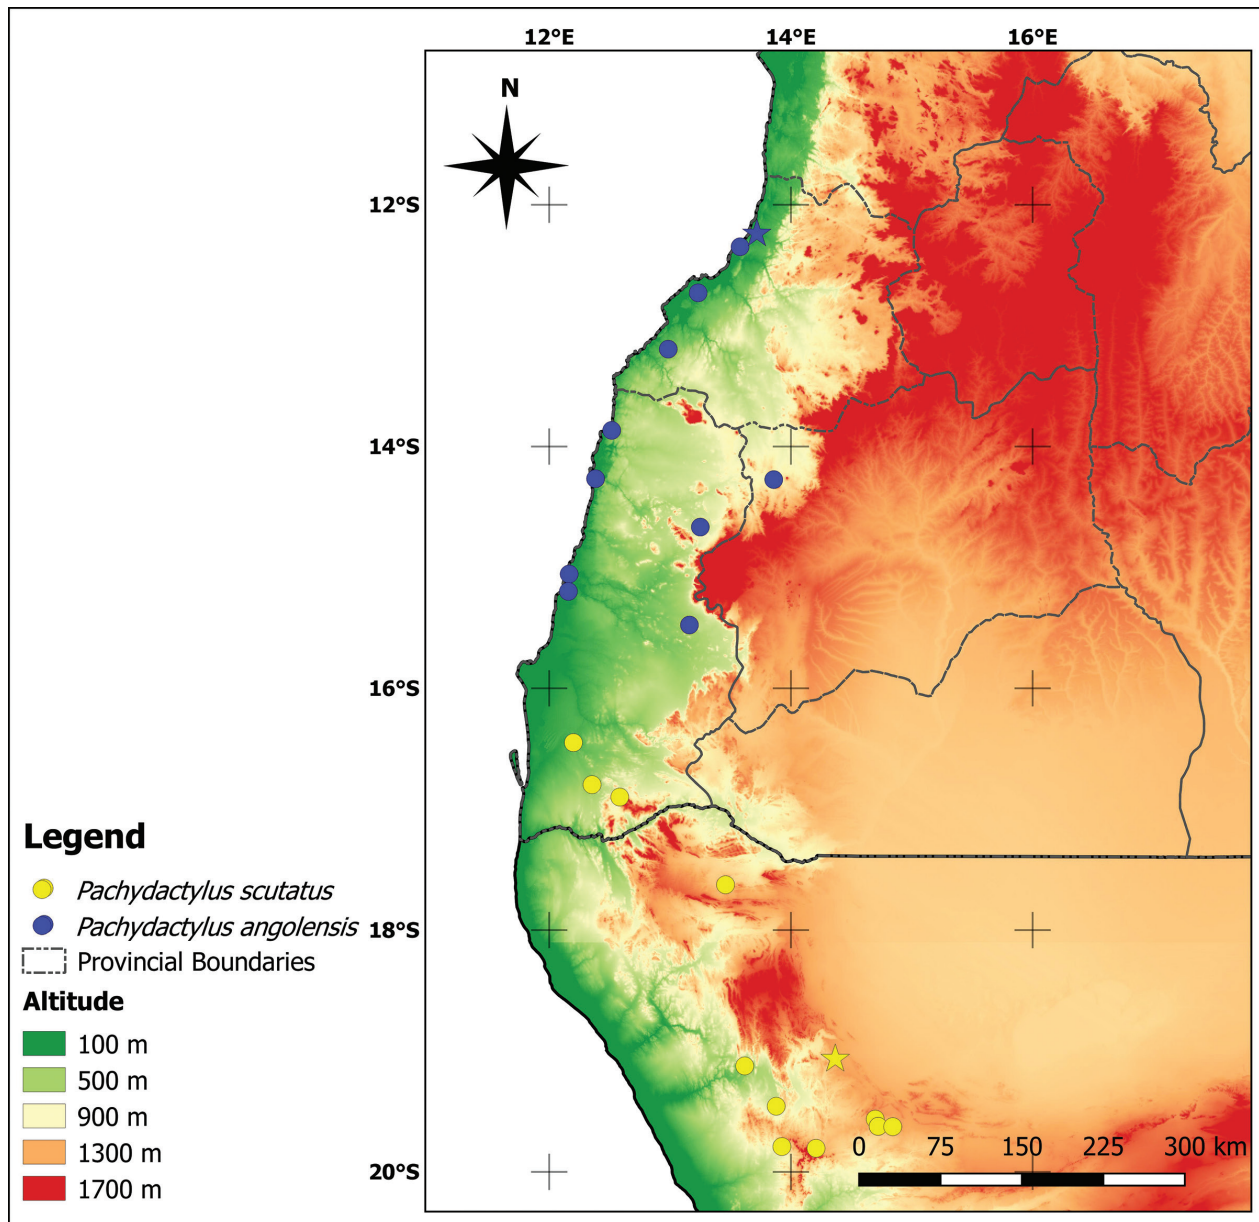 12°E 14°E 16°E
N
12°S
14°S
16°S
18°S
20°S
Legend
Pachydactylus scutatus
Pachydactylus angolensis
Provincial Boundaries
Altitude
100 m
500 m
900 m
1300 m
1700 m
0 75 150 225 300 km